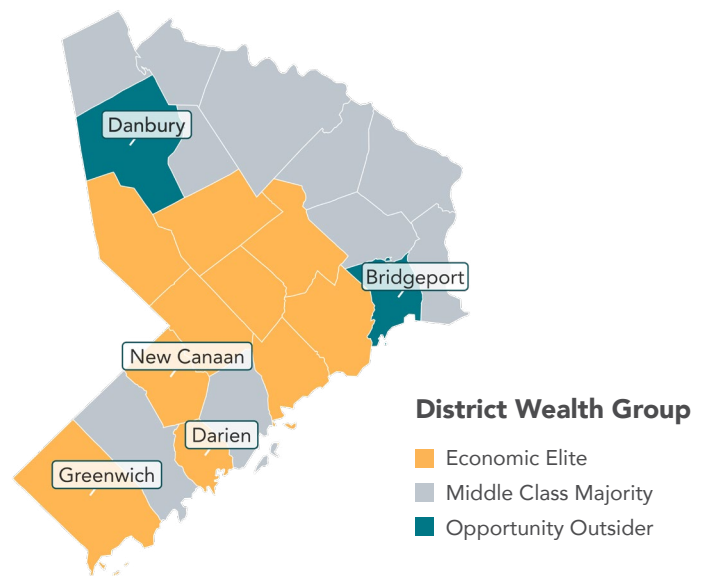 Danbury
Bridgeport
New Canaan
Darien
Greenwich
District Wealth Group
Economic Elite
Middle Class Majority
Opportunity Outsider